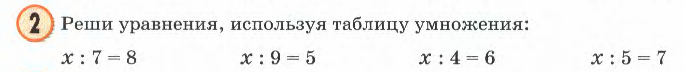 2 Реши уравнения, используя таблицу умножения:
x : 7 = 8 x : 9 = 5 x : 4 = 6 x : 5 = 7